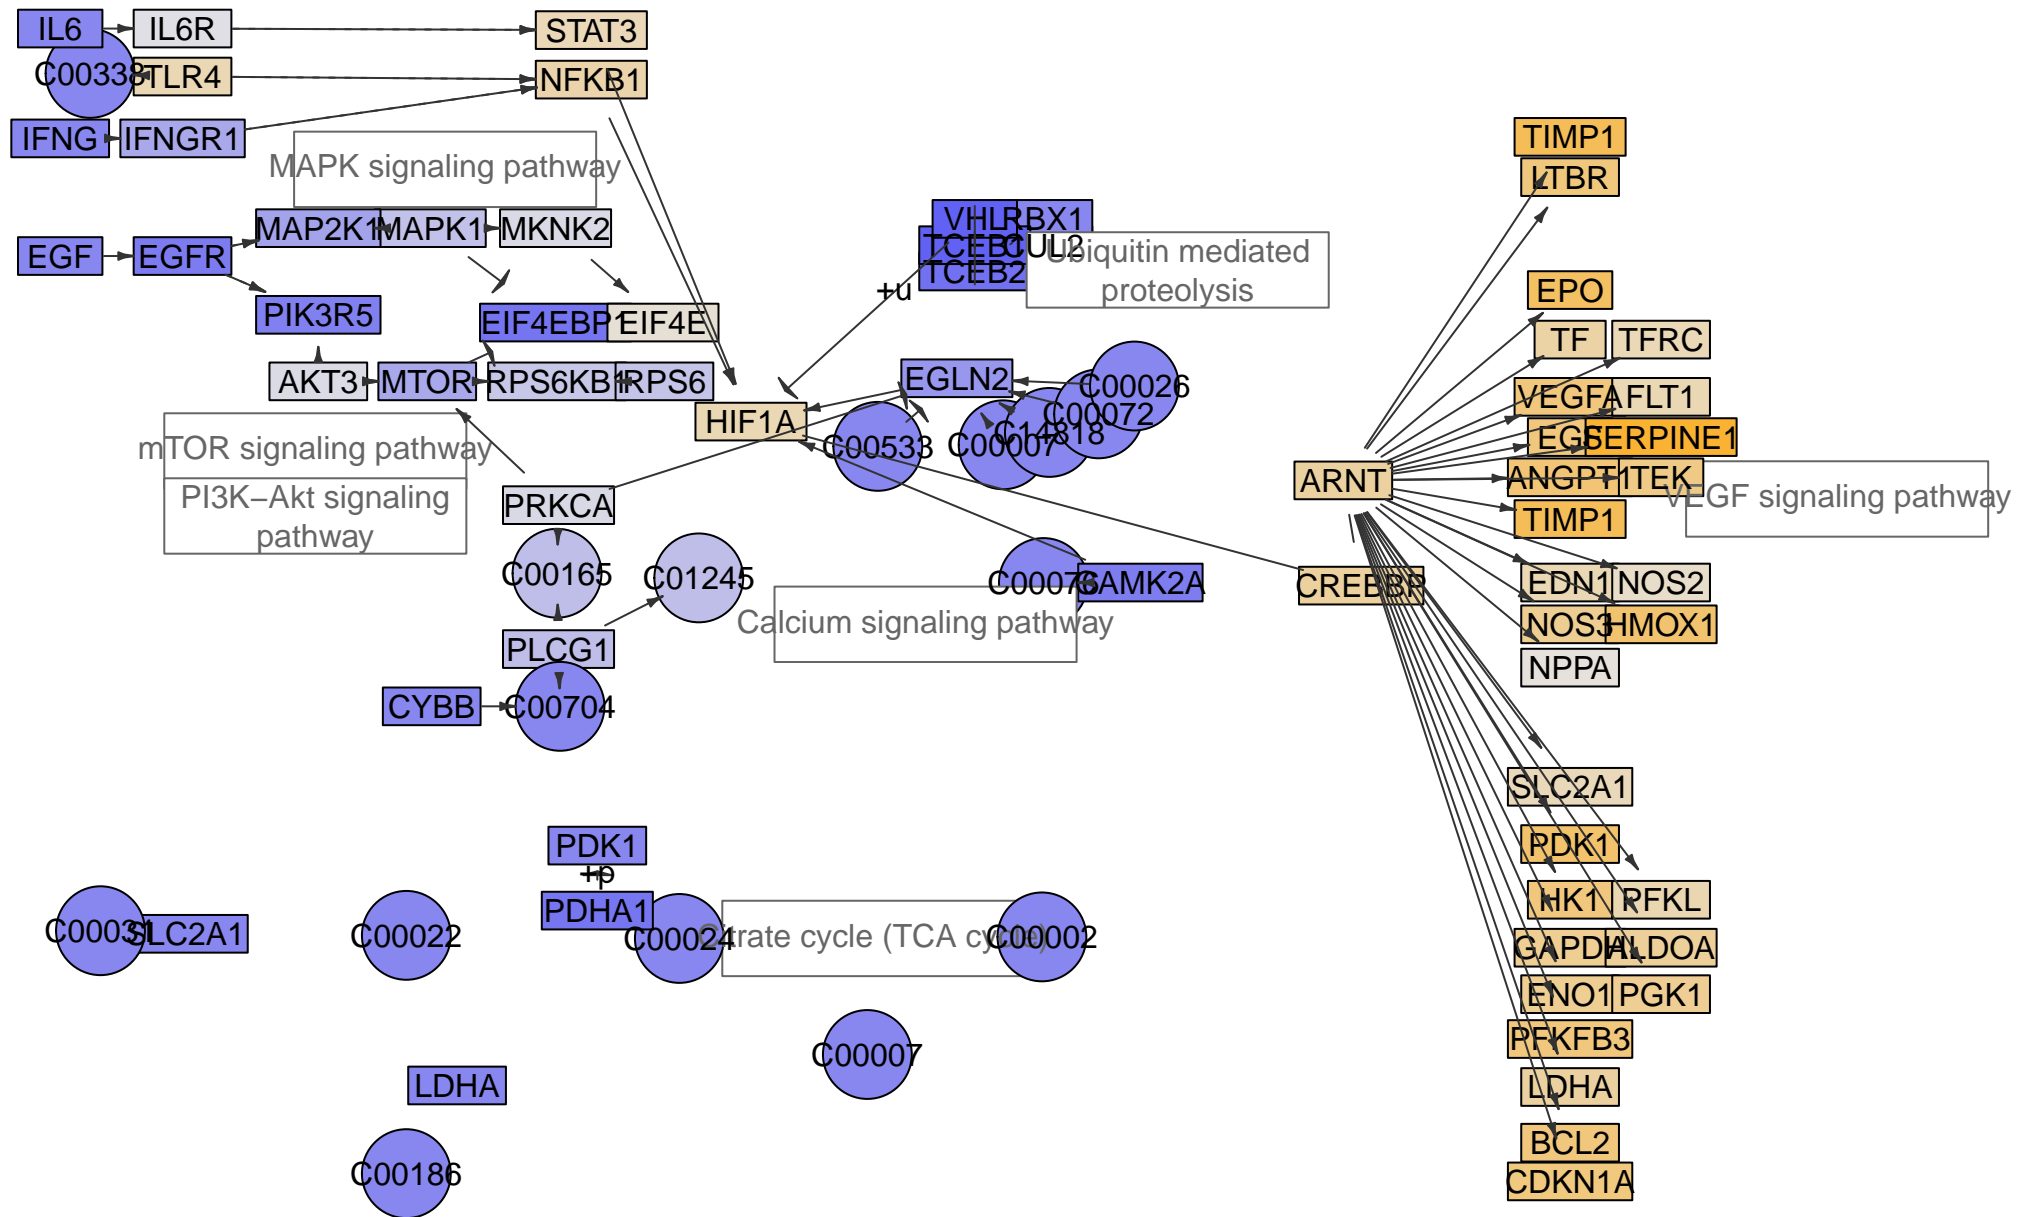 IL6
IL6R
STAT3
C00338
TLR4
NFKB1
IFNG
IFNGR1
TIMP1
MAPK signaling pathway
LTBR
MAP2K1
MAPK1
MKNK2
VHL
RBX1
EGF
EGFR
TCEB1
CUL2
Ubiquitin mediated
proteolysis
TCEB2
+u
EPO
PIK3R5
EIF4EBP1
EIF4E
TF
TFRC
AKT3
MTOR
RPS6KB1
RPS6
EGLN2
C00026
VEGFA
FLT1
HIF1A
C00072
C14818
C00007
C00533
EGF
SERPINE1
mTOR signaling pathway
PI3K–Akt signaling
pathway
ARNT
ANGPT1
TEK
VEGF signaling pathway
PRKCA
TIMP1
C00165
C01245
C00076
CAMK2A
CREBBP
EDN1
NOS2
Calcium signaling pathway
NOS3
HMOX1
PLCG1
NPPA
CYBB
C00704
SLC2A1
PDK1
+p
PDK1
HK1
PFKL
PDHA1
C00031
SLC2A1
C00022
C00024
Citrate cycle (TCA cycle)
C00002
GAPDH
ALDOA
ENO1
PGK1
PFKFB3
C00007
LDHA
LDHA
BCL2
C00186
CDKN1A